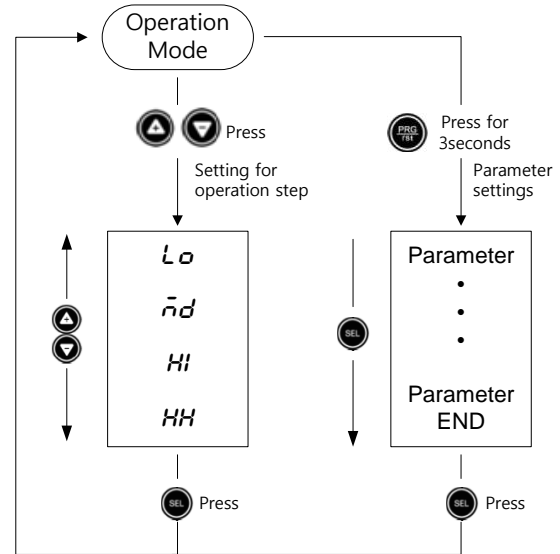 Operation
Mode
Press
PRG
rst
Press for
3seconds
Setting for
operation step
Parameter
settings
Lo
n̄d
HI
HH
SEL
Parameter
•
•
•
Parameter
END
SEL
Press
SEL
Press